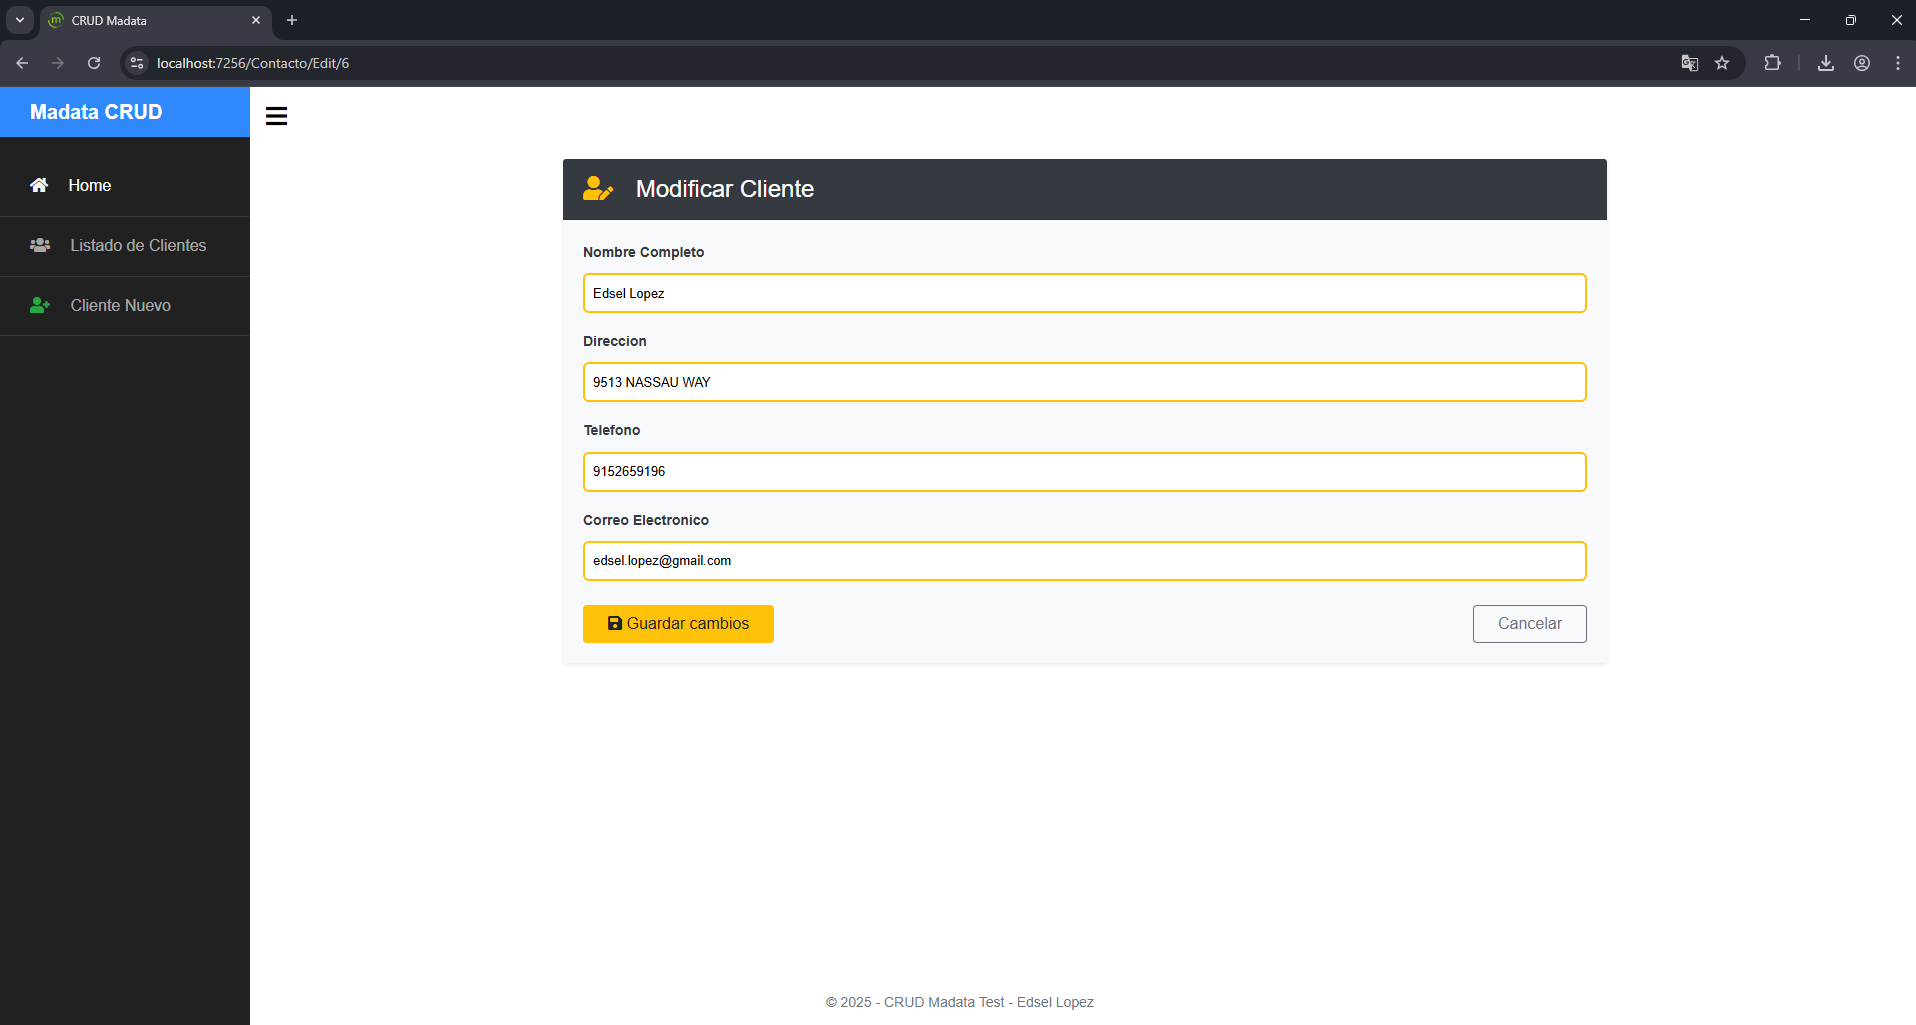 CRUD Madata
localhost:7256/Contacto/Edit/6
Madata CRUD
Home
Listado de Clientes
Cliente Nuevo
Modificar Cliente
Nombre Completo
Edsel Lopez
Direccion
9513 NASSAU WAY
Telefono
9152659196
Correo Electronico
edsel.lopez@gmail.com
Guardar cambios
Cancelar
© 2025 - CRUD Madata Test - Edsel Lopez